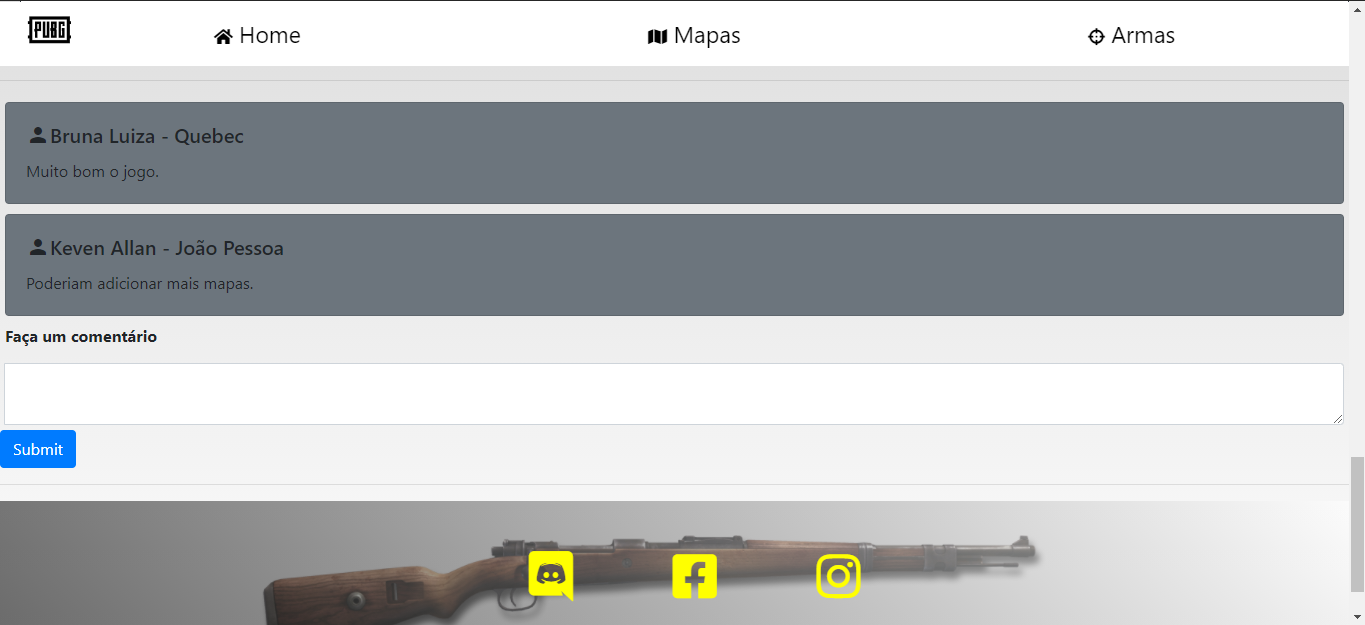 PUBG
Home
Mapas
Armas
Bruna Luiza - Quebec
Muito bom o jogo.
Keven Allan - João Pessoa
Poderiam adicionar mais mapas.
Faça um comentário
Submit